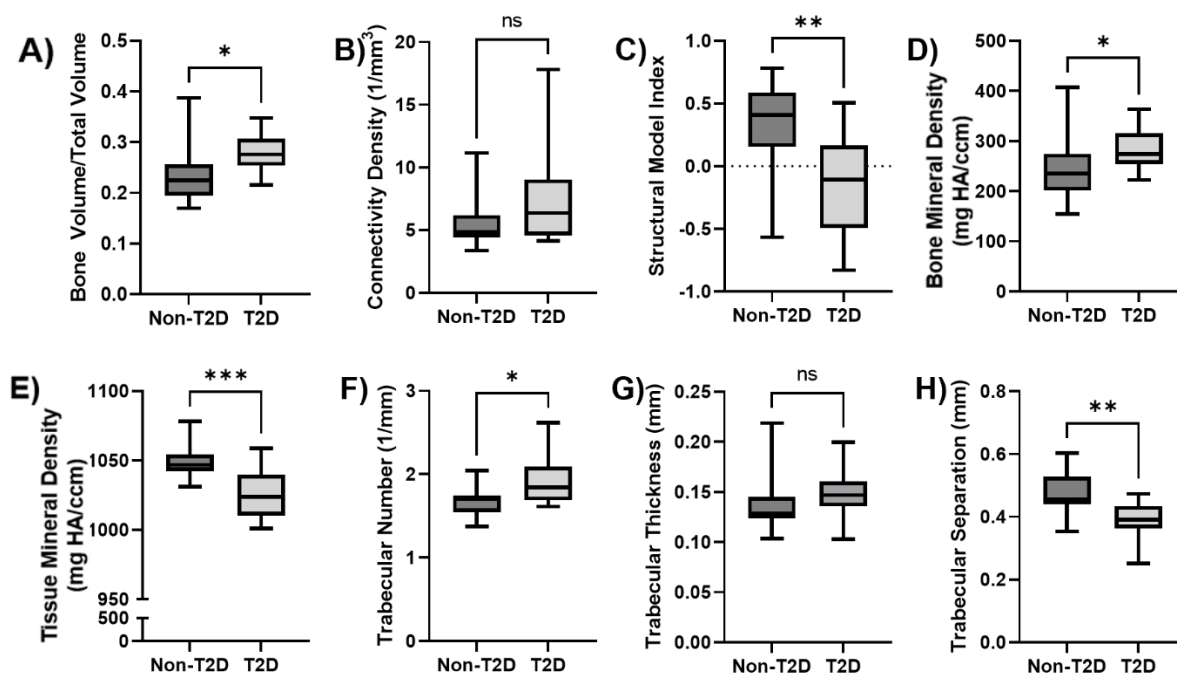 A)
Bone Volume/Total Volume
0.5
0.4
0.3
0.2
0.1
0.0
*
Non-T2D
T2D
B)
Connectivity Density (1/mm³)
20
15
10
5
0
ns
Non-T2D
T2D
C)
Structural Model Index
1.0
0.5
0.0
-0.5
-1.0
**
Non-T2D
T2D
D)
Bone Mineral Density
(mg HA/ccm)
500
400
300
200
100
0
*
Non-T2D
T2D
E)
Tissue Mineral Density
(mg HA/ccm)
1100
1050
1000
950
500
0
***
Non-T2D
T2D
F)
Trabecular Number (1/mm)
3
2
1
0
*
Non-T2D
T2D
G)
Trabecular Thickness (mm)
0.25
0.20
0.15
0.10
0.05
0.00
ns
Non-T2D
T2D
H)
Trabecular Separation (mm)
0.8
0.6
0.4
0.2
0.0
**
Non-T2D
T2D